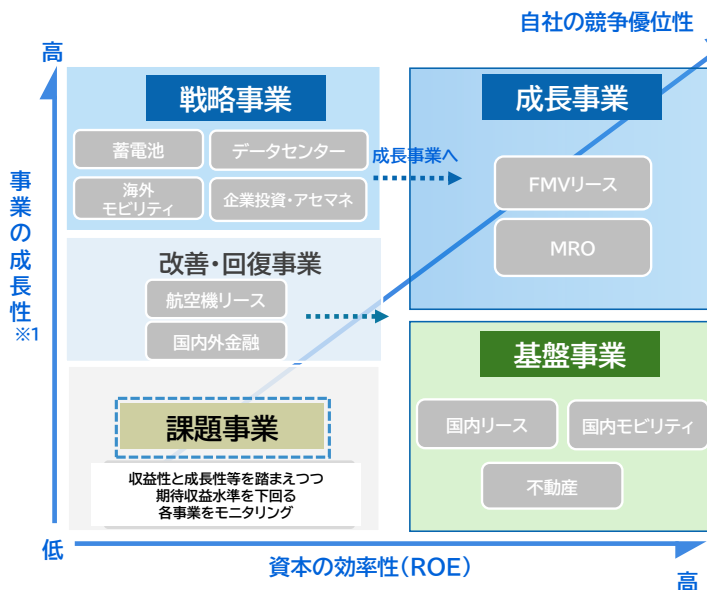 自社の競争優位性
高
戦略事業
蓄電池
データセンター
海外
モビリティ
企業投資・アセマネ
成長事業へ
成長事業
FMVリース
MRO
事業の成長性
※1
改善・回復事業
航空機リース
国内外金融
基盤事業
国内リース
国内モビリティ
不動産
課題事業
収益性と成長性等を踏まえつつ
期待収益水準を下回る
各事業をモニタリング
低
資本の効率性(ROE)
高